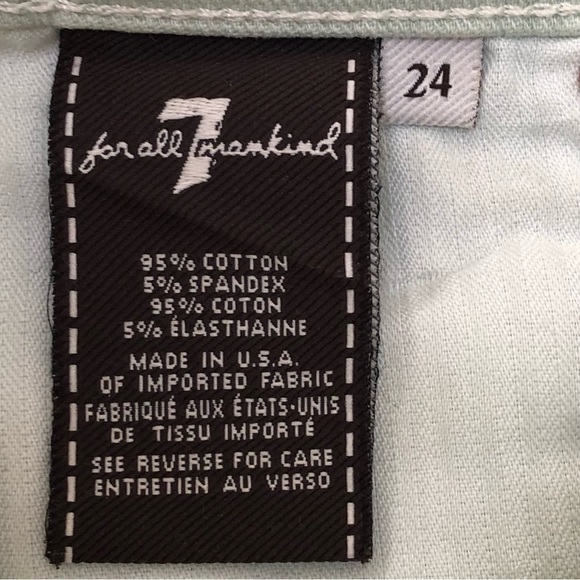 24
for all 7 mankind
95% COTTON
5% SPANDEX
95% COTON
5% ÉLASTHANNE
MADE IN U.S.A.
OF IMPORTED FABRIC
FABRIQUÉ AUX ÉTATS-UNIS
DE TISSU IMPORTÉ
SEE REVERSE FOR CARE
ENTRETIEN AU VERSO